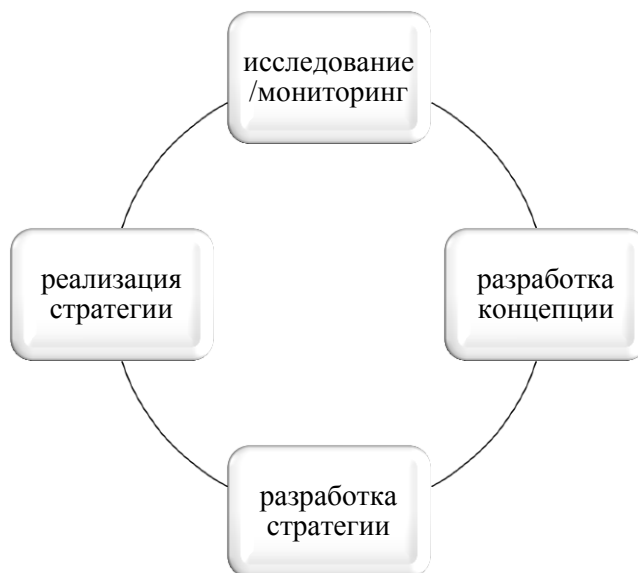 исследование
/мониторинг
разработка
концепции
разработка
стратегии
реализация
стратегии